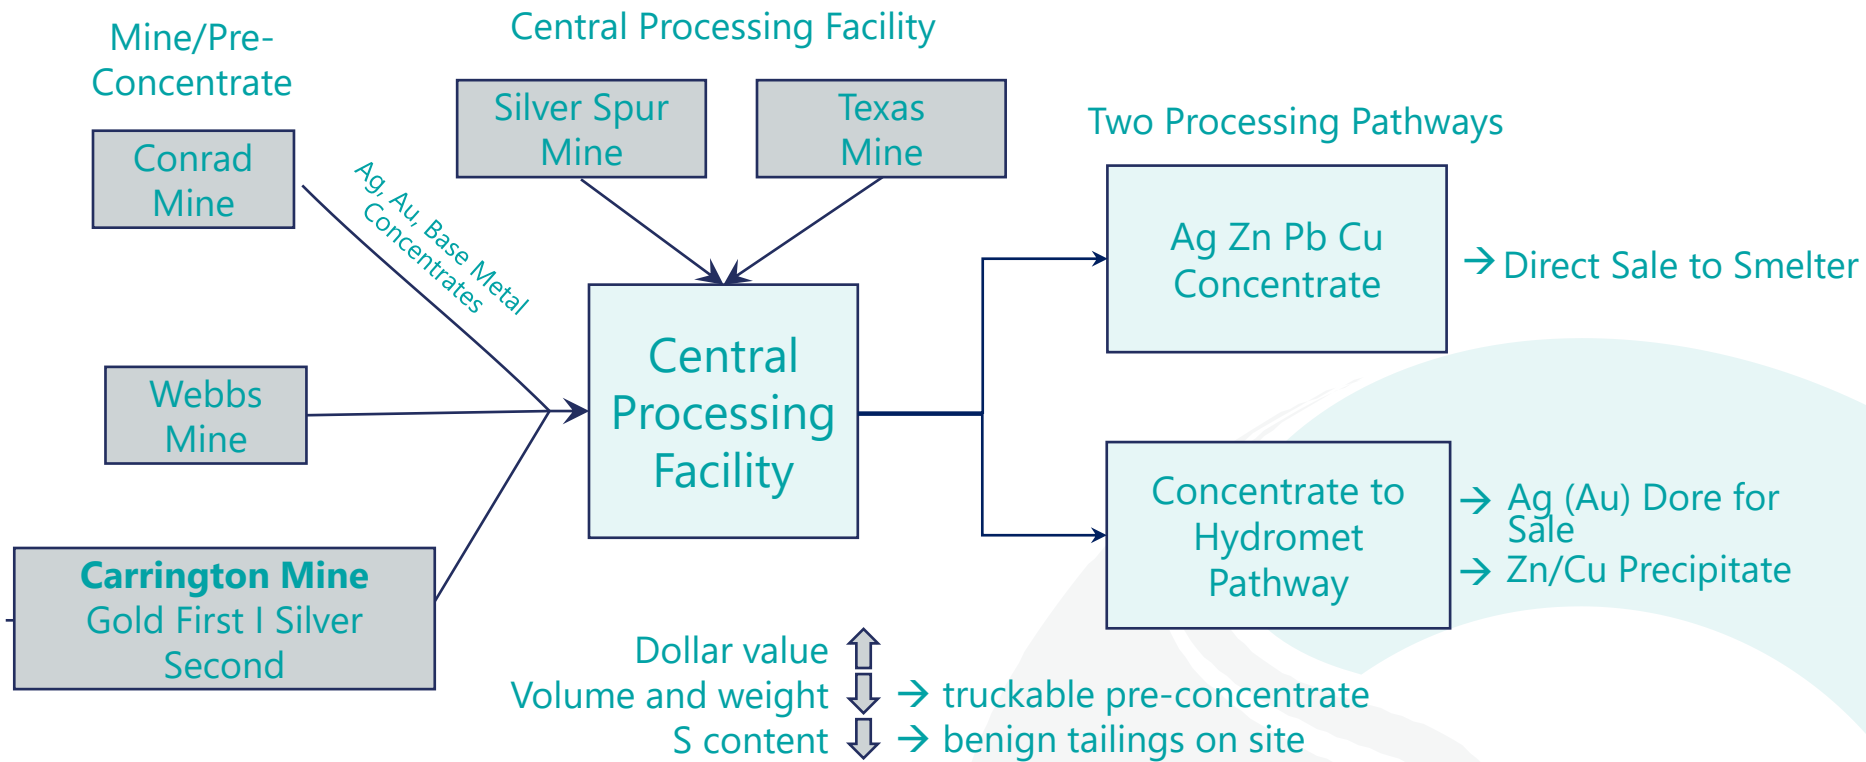 Mine/Pre-
Concentrate
Central Processing Facility
Conrad
Mine
Silver Spur
Mine
Texas
Mine
Two Processing Pathways
Ag, Au, Base Metal
Concentrates
Ag Zn Pb Cu
Concentrate
→ Direct Sale to Smelter
Webbs
Mine
Central
Processing
Facility
Concentrate to
Hydromet
Pathway
→ Ag (Au) Dore for
Sale
→ Zn/Cu Precipitate
Carrington Mine
Gold First I Silver
Second
Dollar value
Volume and weight → truckable pre-concentrate
S content → benign tailings on site